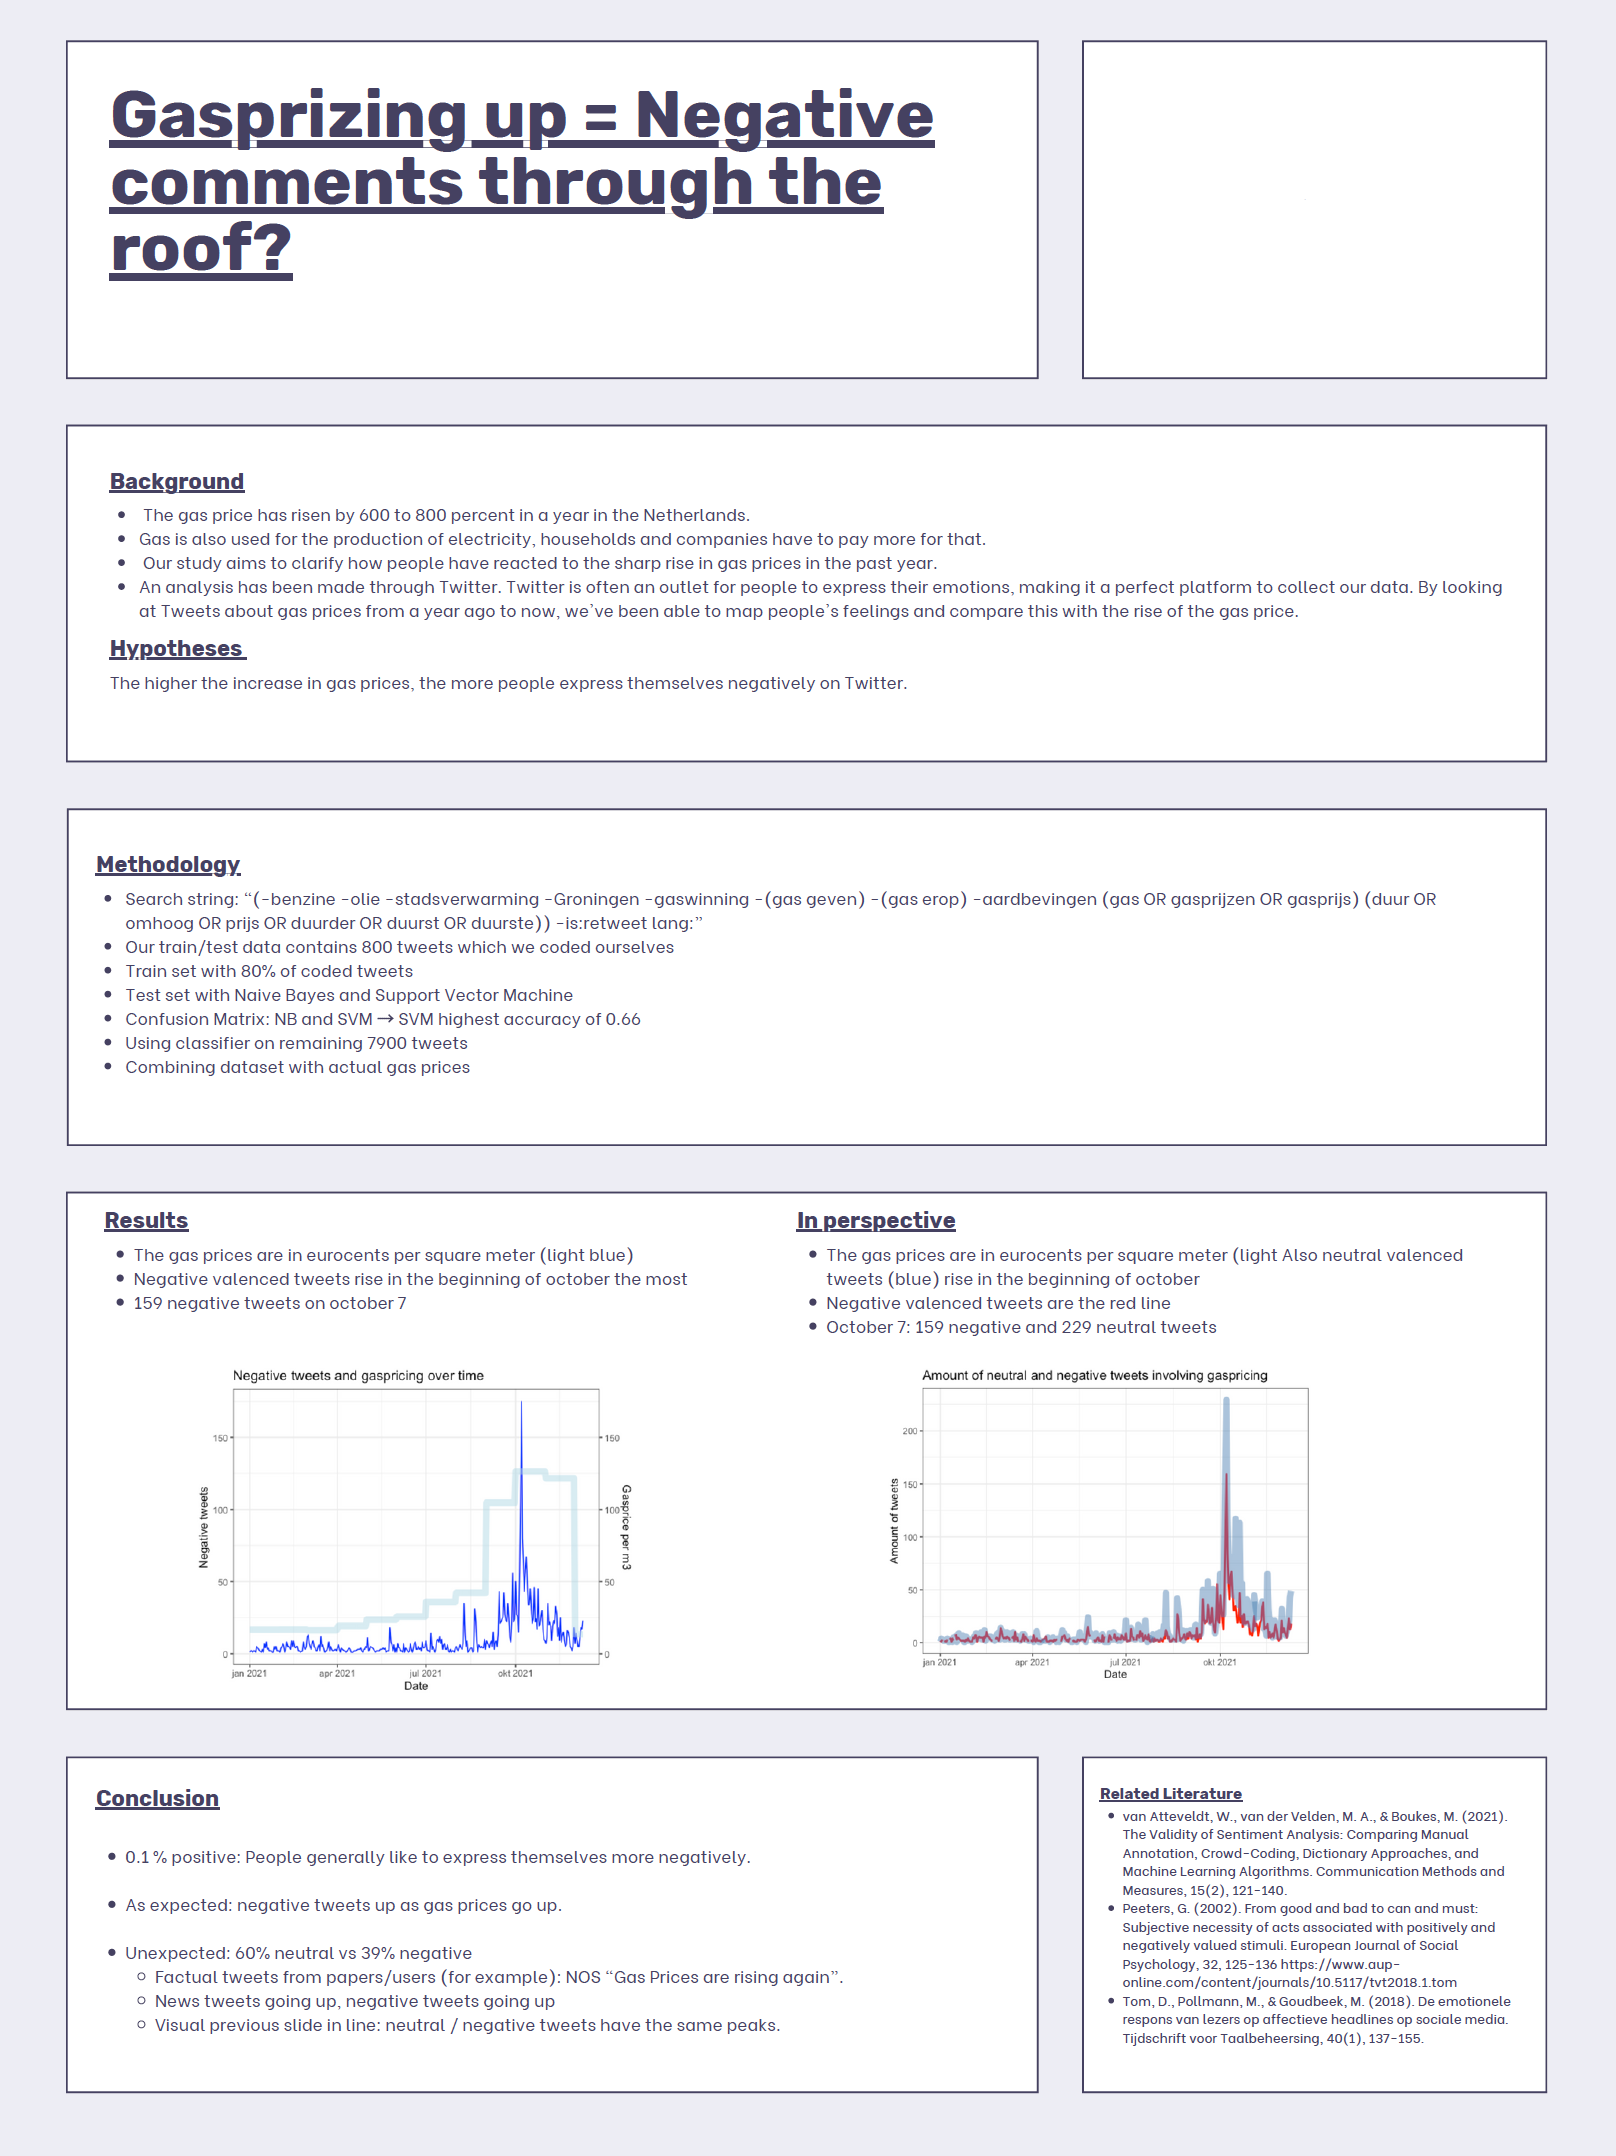 Gasprizing up = Negative
comments through the
roof?
Background
The gas price has risen by 600 to 800 percent in a year in the Netherlands.
Gas is also used for the production of electricity, households and companies have to pay more for that.
Our study aims to clarify how people have reacted to the sharp rise in gas prices in the past year.
An analysis has been made through Twitter. Twitter is often an outlet for people to express their emotions, making it a perfect platform to collect our data. By looking
at Tweets about gas prices from a year ago to now, we've been able to map people's feelings and compare this with the rise of the gas price.
Hypotheses
The higher the increase in gas prices, the more people express themselves negatively on Twitter.
Methodology
Search string: “(-benzine -olie -stadsverwarming -Groningen -gaswinning -(gas geven) -(gas erop) -aardbevingen (gas OR gasprijzen OR gasprijs) (duur OR
omhoog OR prijs OR duurder OR duurst OR duurste)) -is:retweet lang:”
Our train/test data contains 800 tweets which we coded ourselves
Train set with 80% of coded tweets
Test set with Naive Bayes and Support Vector Machine
Confusion Matrix: NB and SVM → SVM highest accuracy of 0.66
Using classifier on remaining 7900 tweets
Combining dataset with actual gas prices
Results
The gas prices are in eurocents per square meter (light blue)
Negative valenced tweets rise in the beginning of october the most
159 negative tweets on october 7
Negative tweets and gaspricing over time
Negative tweets
150
100
50
0
150
100
50
0
Gasprice per m3
jan 2021 apr 2021 jul 2021 okt 2021
Date
In perspective
The gas prices are in eurocents per square meter (light Also neutral valenced
tweets (blue) rise in the beginning of october
Negative valenced tweets are the red line
October 7: 159 negative and 229 neutral tweets
Amount of neutral and negative tweets involving gaspricing
Amount of tweets
200
150
100
50
0
jan 2021 apr 2021 jul 2021 okt 2021
Date
Conclusion
0.1 % positive: People generally like to express themselves more negatively.
As expected: negative tweets up as gas prices go up.
Unexpected: 60% neutral vs 39% negative
Factual tweets from papers/users (for example): NOS “Gas Prices are rising again”.
News tweets going up, negative tweets going up
Visual previous slide in line: neutral / negative tweets have the same peaks.
Related Literature
van Atteveldt, W., van der Velden, M. A., & Boukes, M. (2021).
The Validity of Sentiment Analysis: Comparing Manual
Annotation, Crowd-Coding, Dictionary Approaches, and
Machine Learning Algorithms. Communication Methods and
Measures, 15(2), 121-140.
Peeters, G. (2002). From good and bad to can and must:
Subjective necessity of acts associated with positively and
negatively valued stimuli. European Journal of Social
Psychology, 32, 125-136 https://www.aup-
online.com/content/journals/10.5117/tvt2018.1.tom
Tom, D., Pollmann, M., & Goudbeek, M. (2018). De emotionele
respons van lezers op affectieve headlines op sociale media.
Tijdschrift voor Taalbeheersing, 40(1), 137-155.